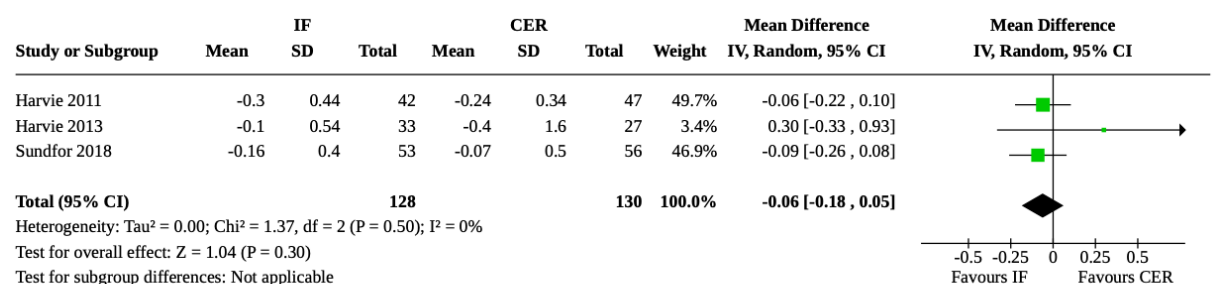 IF CER Mean Difference Mean Difference
Study or Subgroup Mean SD Total Mean SD Total Weight IV, Random, 95% CI IV, Random, 95% CI
Harvie 2011 -0.3 0.44 42 -0.24 0.34 47 49.7% -0.06 [-0.22 , 0.10]
Harvie 2013 -0.1 0.54 33 -0.4 1.6 27 3.4% 0.30 [-0.33 , 0.93]
Sundfor 2018 -0.16 0.4 53 -0.07 0.5 56 46.9% -0.09 [-0.26 , 0.08]
Total (95% CI) 128 130 100.0% -0.06 [-0.18 , 0.05]
Heterogeneity: Tau² = 0.00; Chi² = 1.37, df = 2 (P = 0.50); I² = 0%
Test for overall effect: Z = 1.04 (P = 0.30)
-0.5 -0.25 0 0.25 0.5
Test for subgroup differences: Not applicable Favours IF Favours CER